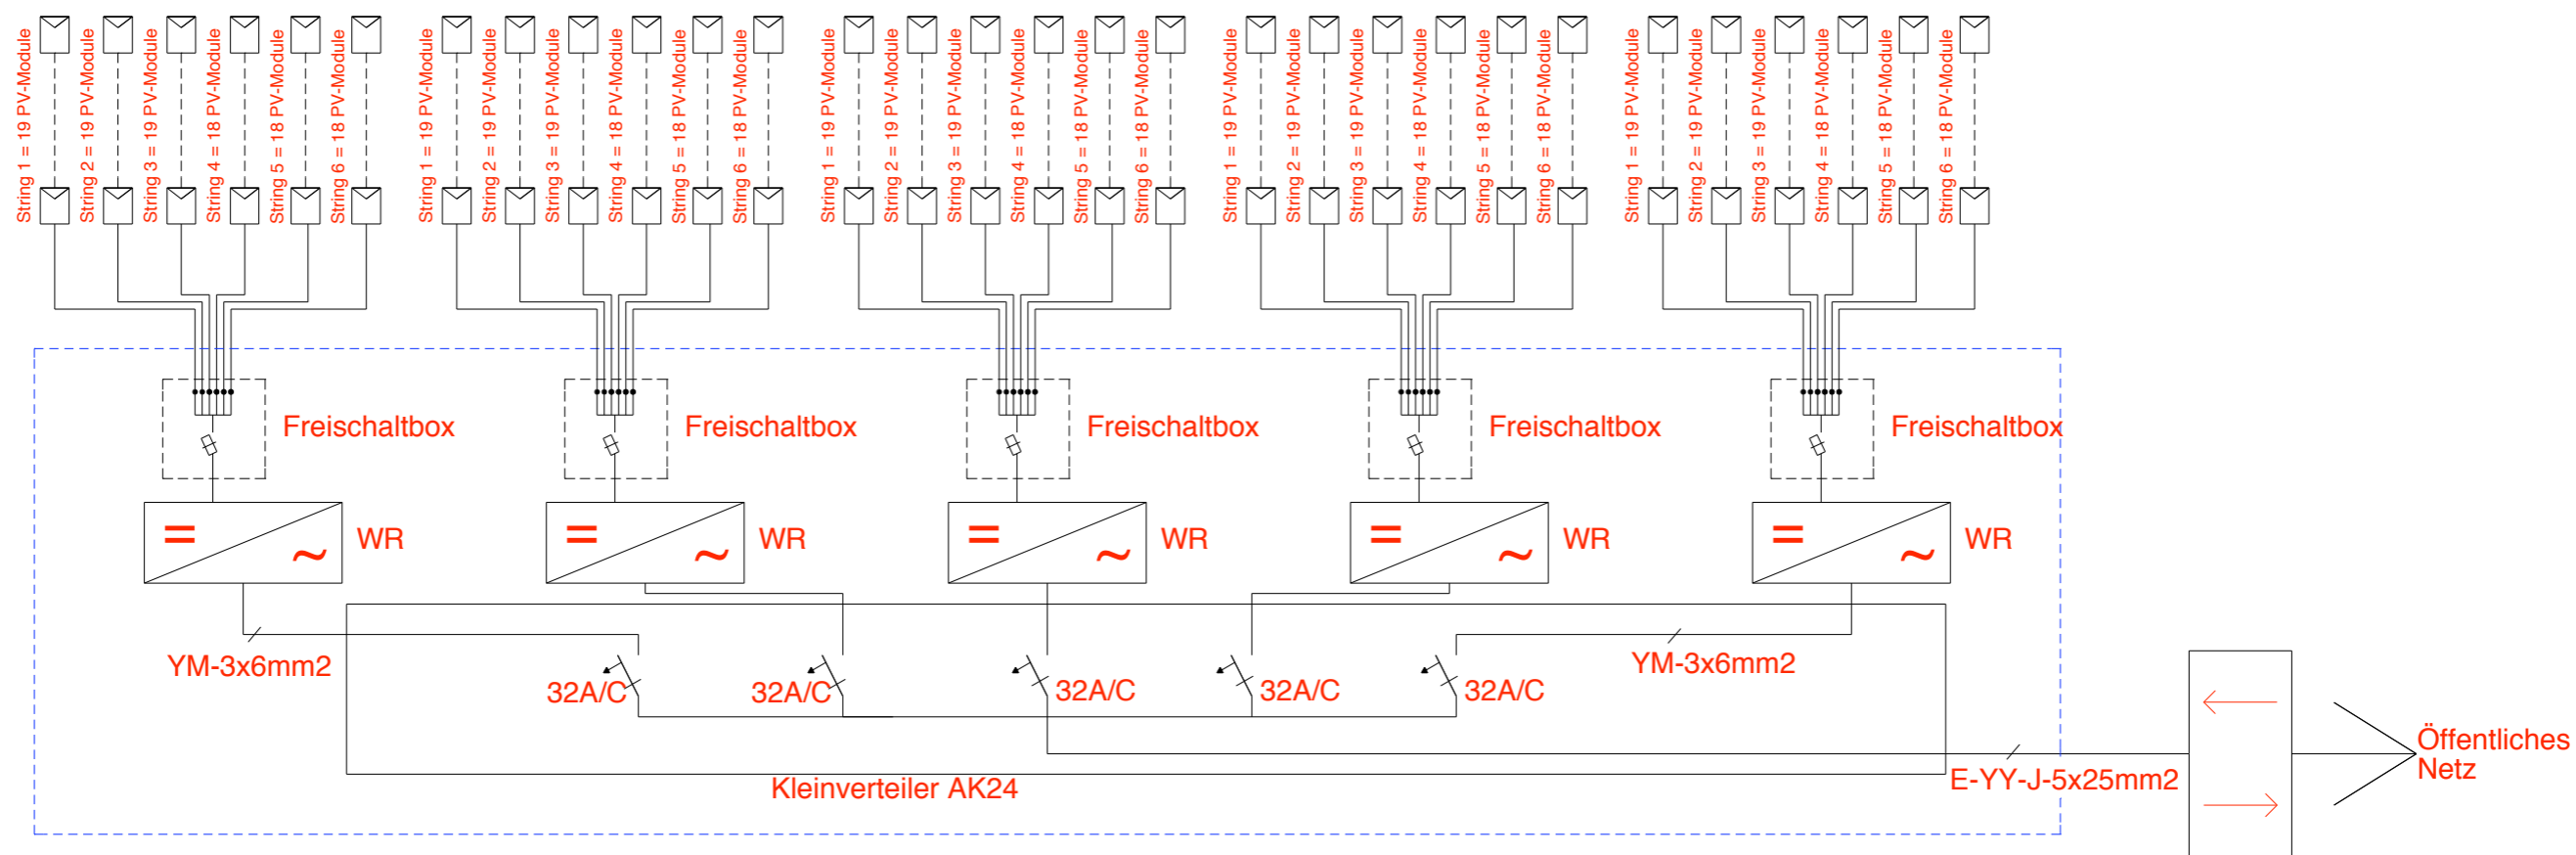 String 1 = 19 PV-Module
String 2 = 19 PV-Module
String 3 = 19 PV-Module
String 4 = 18 PV-Module
String 5 = 18 PV-Module
String 6 = 18 PV-Module
String 1 = 19 PV-Module
String 2 = 19 PV-Module
String 3 = 19 PV-Module
String 4 = 18 PV-Module
String 5 = 18 PV-Module
String 6 = 18 PV-Module
String 1 = 19 PV-Module
String 2 = 19 PV-Module
String 3 = 19 PV-Module
String 4 = 18 PV-Module
String 5 = 18 PV-Module
String 6 = 18 PV-Module
String 1 = 19 PV-Module
String 2 = 19 PV-Module
String 3 = 19 PV-Module
String 4 = 18 PV-Module
String 5 = 18 PV-Module
String 6 = 18 PV-Module
String 1 = 19 PV-Module
String 2 = 19 PV-Module
String 3 = 19 PV-Module
String 4 = 18 PV-Module
String 5 = 18 PV-Module
String 6 = 18 PV-Module
Freischaltbox
Freischaltbox
Freischaltbox
Freischaltbox
Freischaltbox
= ~ WR
= ~ WR
= ~ WR
= ~ WR
= ~ WR
YM-3x6mm2
YM-3x6mm2
32A/C
32A/C
32A/C
32A/C
32A/C
Kleinverteiler AK24
E-YY-J-5x25mm2
Öffentliches
Netz